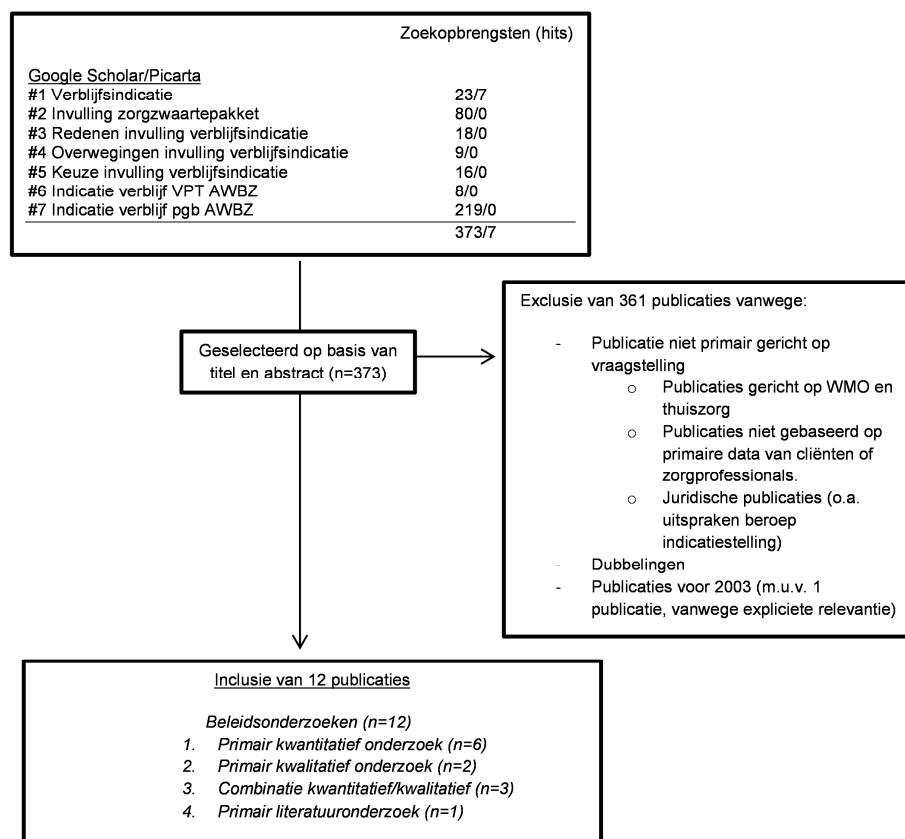 Zoekopbrengsten (hits)
Google Scholar/Picarta
#1 Verblijfsindicatie 23/7
#2 Invulling zorgzwaartepakket 80/0
#3 Redenen invulling verblijfsindicatie 18/0
#4 Overwegingen invulling verblijfsindicatie 9/0
#5 Keuze invulling verblijfsindicatie 16/0
#6 Indicatie verblijf VPT AWBZ 8/0
#7 Indicatie verblijf pgb AWBZ 219/0
373/7
Geselecteerd op basis van
titel en abstract (n=373)
Exclusie van 361 publicaties vanwege:
- Publicatie niet primair gericht op
vraagstelling
o Publicaties gericht op WMO en
thuiszorg
o Publicaties niet gebaseerd op
primaire data van cliënten of
zorgprofessionals.
o Juridische publicaties (o.a.
uitspraken beroep
indicatiestelling)
- Dubbelingen
- Publicaties voor 2003 (m.u.v. 1
publicatie, vanwege expliciete relevantie)
Inclusie van 12 publicaties
Beleidsonderzoeken (n=12)
1. Primair kwantitatief onderzoek (n=6)
2. Primair kwalitatief onderzoek (n=2)
3. Combinatie kwantitatief/kwalitatief (n=3)
4. Primair literatuuronderzoek (n=1)